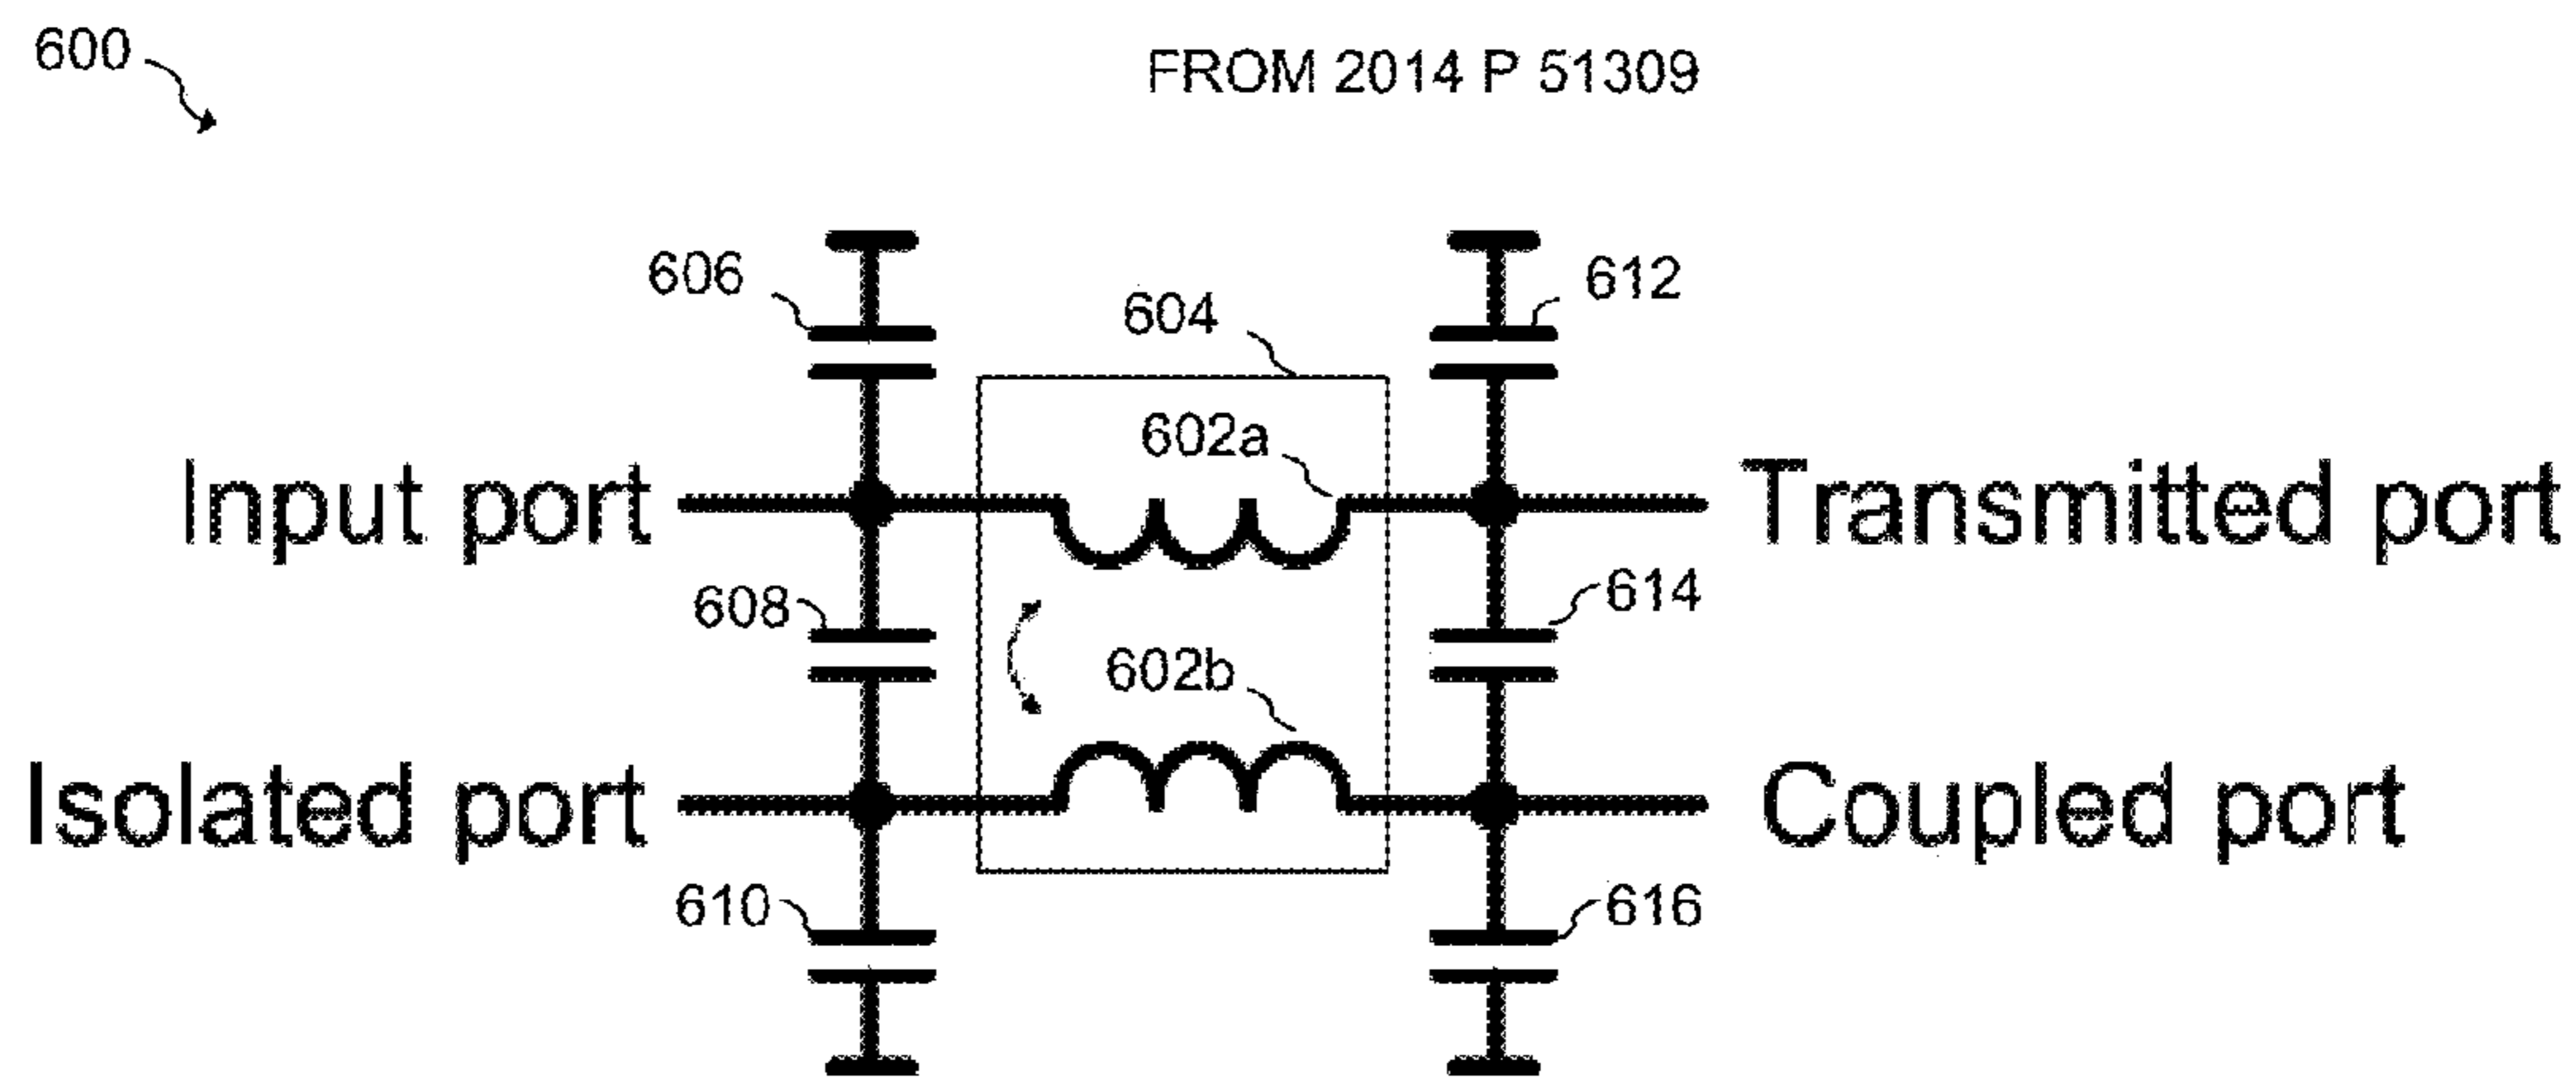 600
FROM 2014 P 51309
606
612
604
602a
Input port
Transmitted port
608
614
602b
Isolated port
Coupled port
610
616